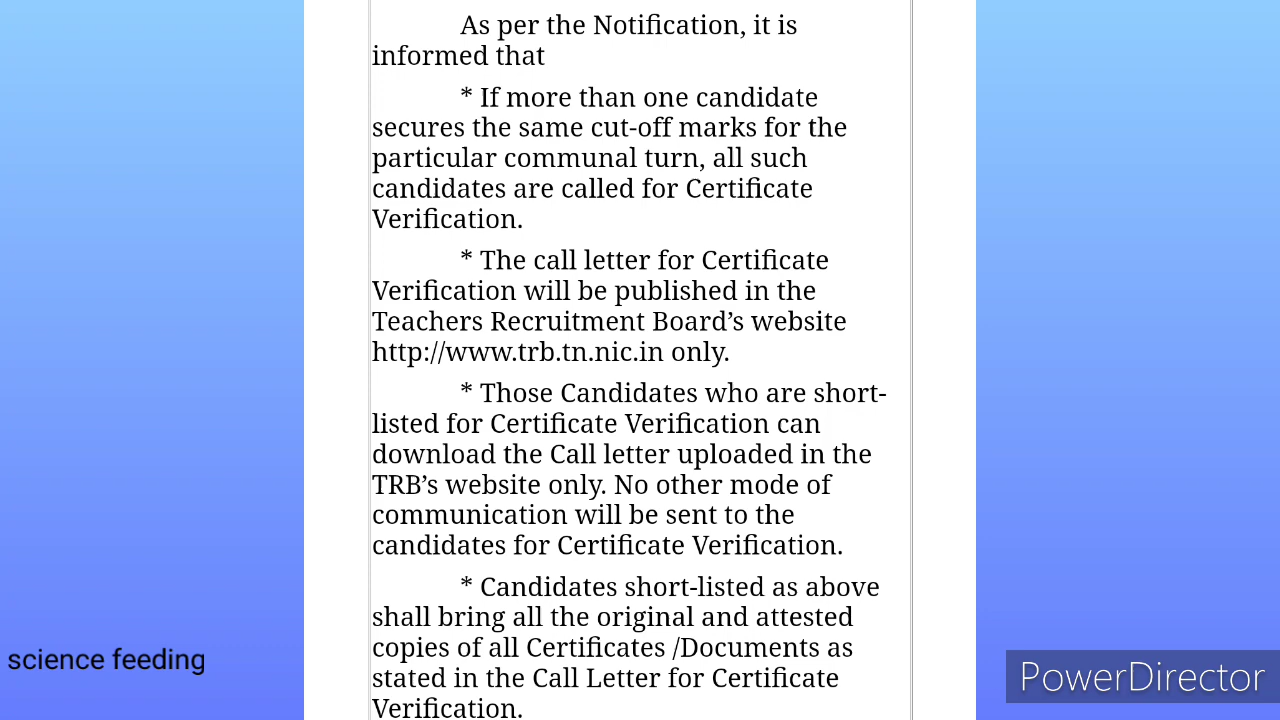 As per the Notification, it is
informed that
* If more than one candidate
secures the same cut-off marks for the
particular communal turn, all such
candidates are called for Certificate
Verification.
* The call letter for Certificate
Verification will be published in the
Teachers Recruitment Board’s website
http://www.trb.tn.nic.in only.
* Those Candidates who are short-
listed for Certificate Verification can
download the Call letter uploaded in the
TRB’s website only. No other mode of
communication will be sent to the
candidates for Certificate Verification.
* Candidates short-listed as above
shall bring all the original and attested
copies of all Certificates /Documents as
stated in the Call Letter for Certificate
Verification.
science feeding
PowerDirector